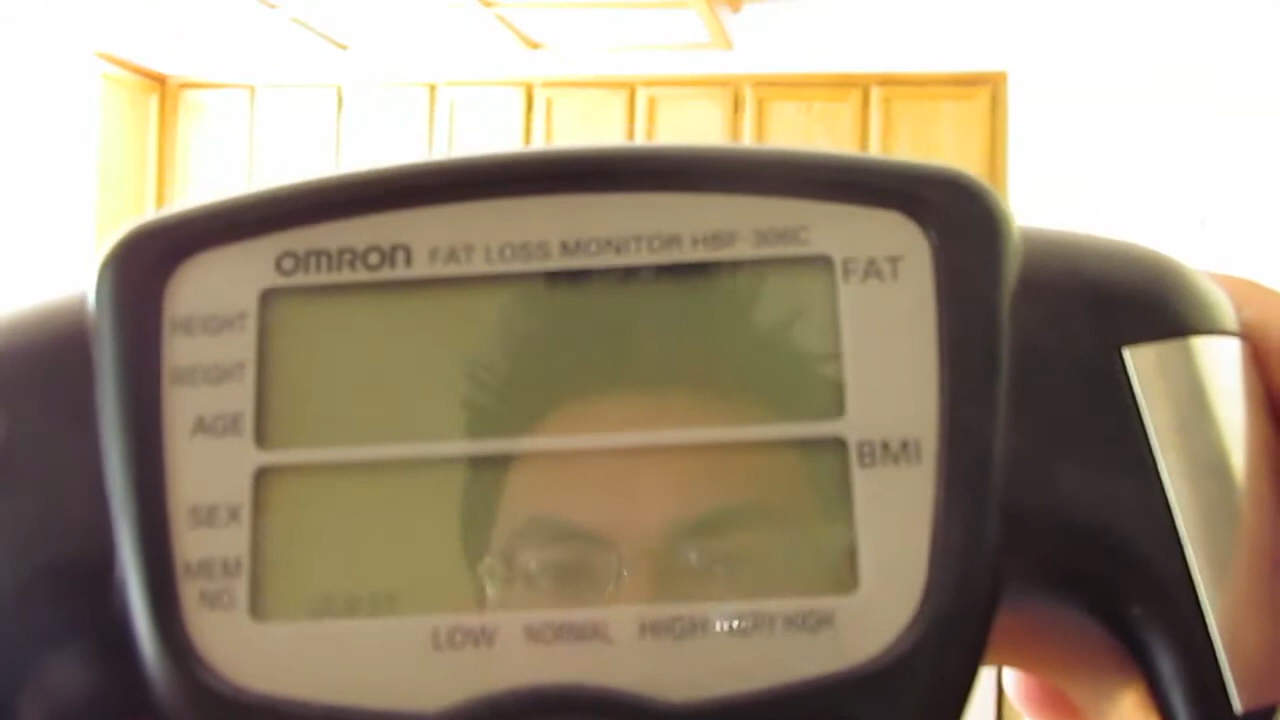 OMRON FAT LOSS MONITOR HBF-306C
FAT
HEIGHT
WEIGHT
AGE
BMI
SEX
MEM
NO.
LOW NORMAL HIGH VERY HIGH